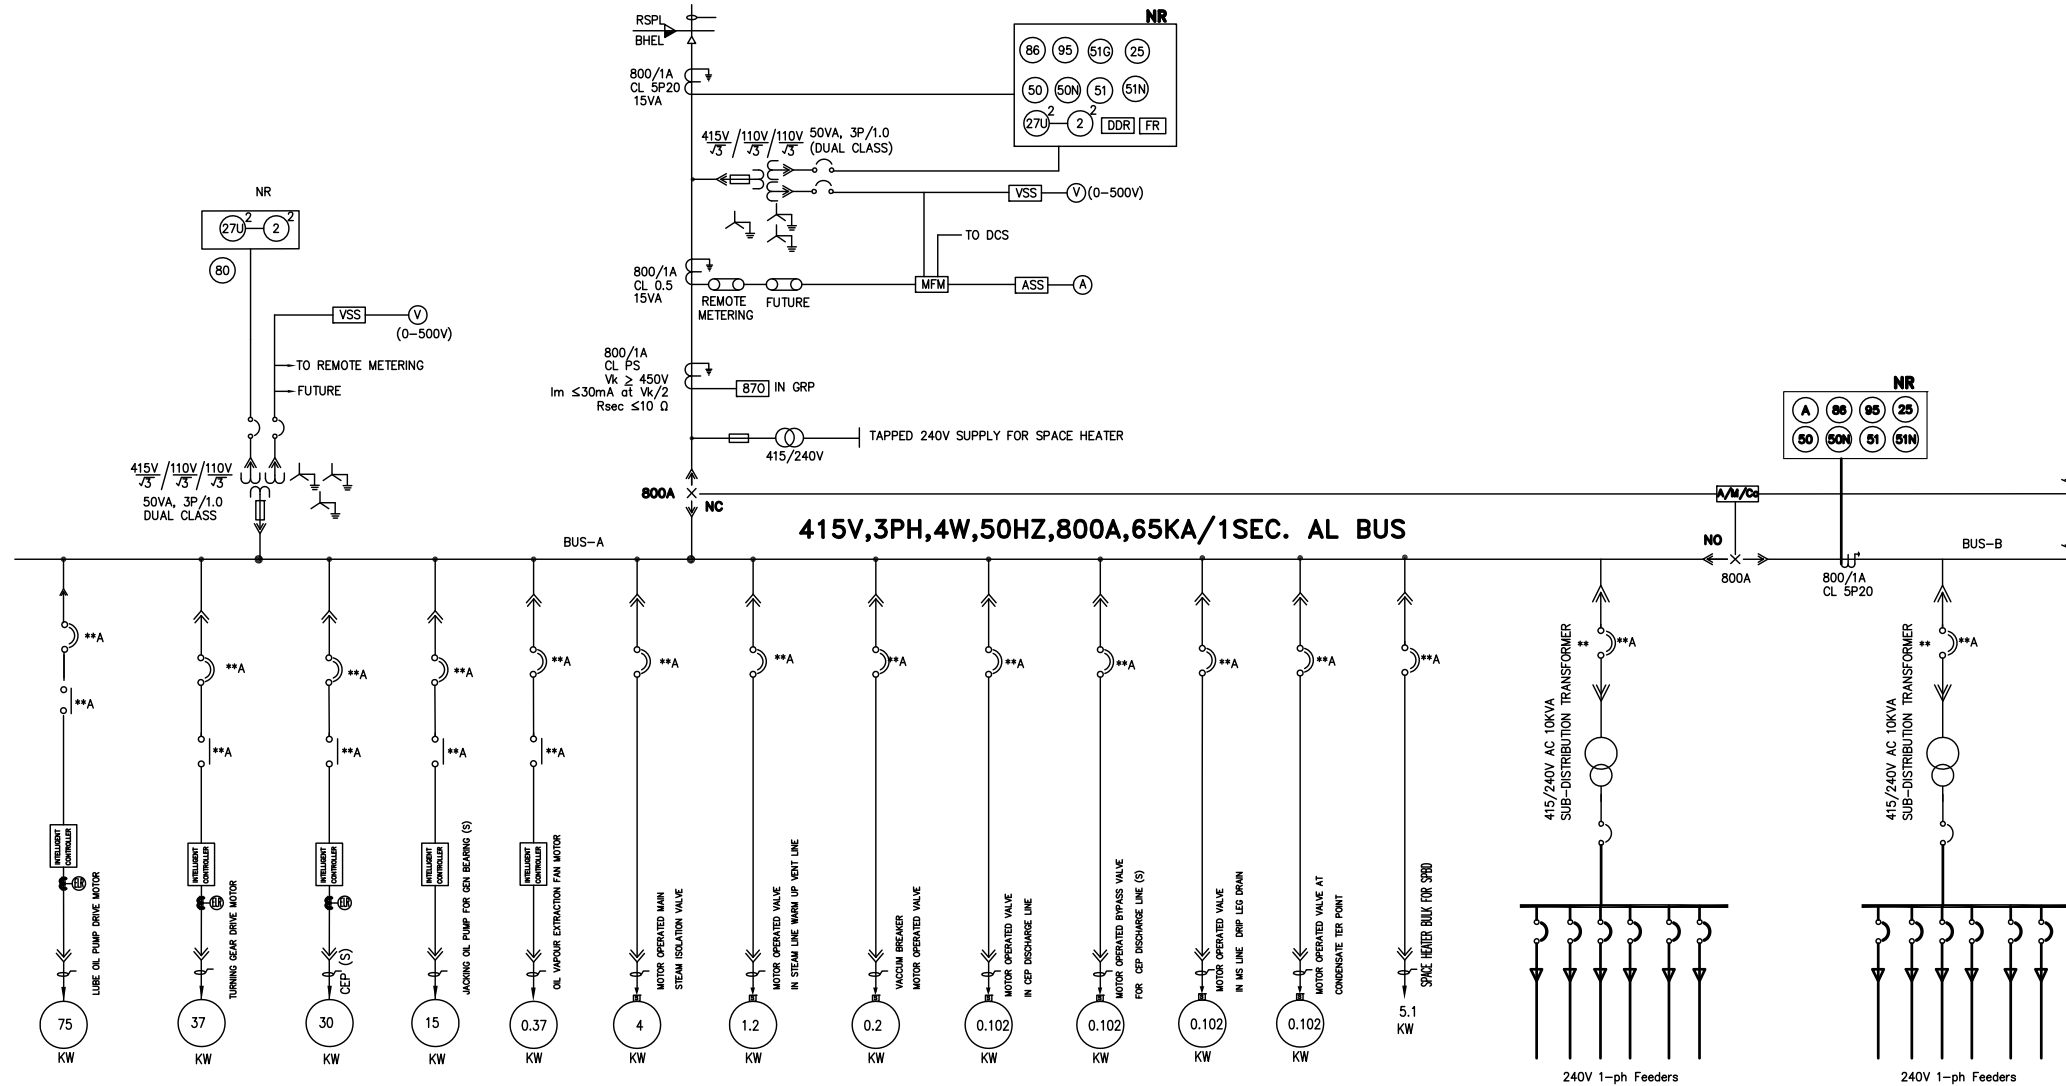 RSPL
BHEL
800/1A
CL 5P20
15VA
NR
86 95 51G 25
50 50N 51 51N
27U 2 2 2 DDR FR
415V/√3 / 110V/√3 / 110V/√3 50VA, 3P/1.0
(DUAL CLASS)
VSS V (0-500V)
TO DCS
800/1A
CL 0.5
15VA
REMOTE
METERING
FUTURE
MFM
ASS A
800/1A
CL PS
Vk ≥ 450V
Im ≤30mA at Vk/2
Rsec ≤10 Ω
870 IN GRP
TAPPED 240V SUPPLY FOR SPACE HEATER
415/240V
800A
NC
NR
27U 2 2 2
80
VSS V
(0-500V)
TO REMOTE METERING
FUTURE
415V/√3 / 110V/√3 / 110V/√3
50VA, 3P/1.0
DUAL CLASS
NR
A 86 95 25
50 50N 51 51N
A/M/Co
415V,3PH,4W,50HZ,800A,65KA/1SEC. AL BUS
BUS-A
NO
800A
800/1A
CL 5P20
BUS-B
**A
**A
INTELLIGENT
CONTROLLER
ELR
LUBE OIL PUMP DRIVE MOTOR
75
KW
**A
**A
INTELLIGENT
CONTROLLER
ELR
TURNING GEAR DRIVE MOTOR
37
KW
**A
**A
INTELLIGENT
CONTROLLER
ELR
CEP (S)
30
KW
**A
**A
INTELLIGENT
CONTROLLER
JACKING OIL PUMP FOR GEN BEARING (S)
15
KW
**A
**A
INTELLIGENT
CONTROLLER
OIL VAPOUR EXTRACTION FAN MOTOR
0.37
KW
**A
MOTOR OPERATED MAIN
STEAM ISOLATION VALVE
4
KW
**A
MOTOR OPERATED VALVE
IN STEAM LINE WARM UP VENT LINE
1.2
KW
**A
VACCUM BREAKER
MOTOR OPERATED VALVE
0.2
KW
**A
MOTOR OPERATED VALVE
IN CEP DISCHARGE LINE
0.102
KW
**A
MOTOR OPERATED BYPASS VALVE
FOR CEP DISCHARGE LINE (S)
0.102
KW
**A
MOTOR OPERATED VALVE
IN MS LINE DRIP LEG DRAIN
0.102
KW
**A
MOTOR OPERATED VALVE AT
CONDENSATE TER POINT
0.102
KW
**A
SPACE HEATER BULK FOR SPBD
5.1
KW
** **A
415/240V AC 10KVA
SUB-DISTRIBUTION TRANSFORMER
240V 1-ph Feeders
** **A
415/240V AC 10KVA
SUB-DISTRIBUTION TRANSFORMER
240V 1-ph Feeders